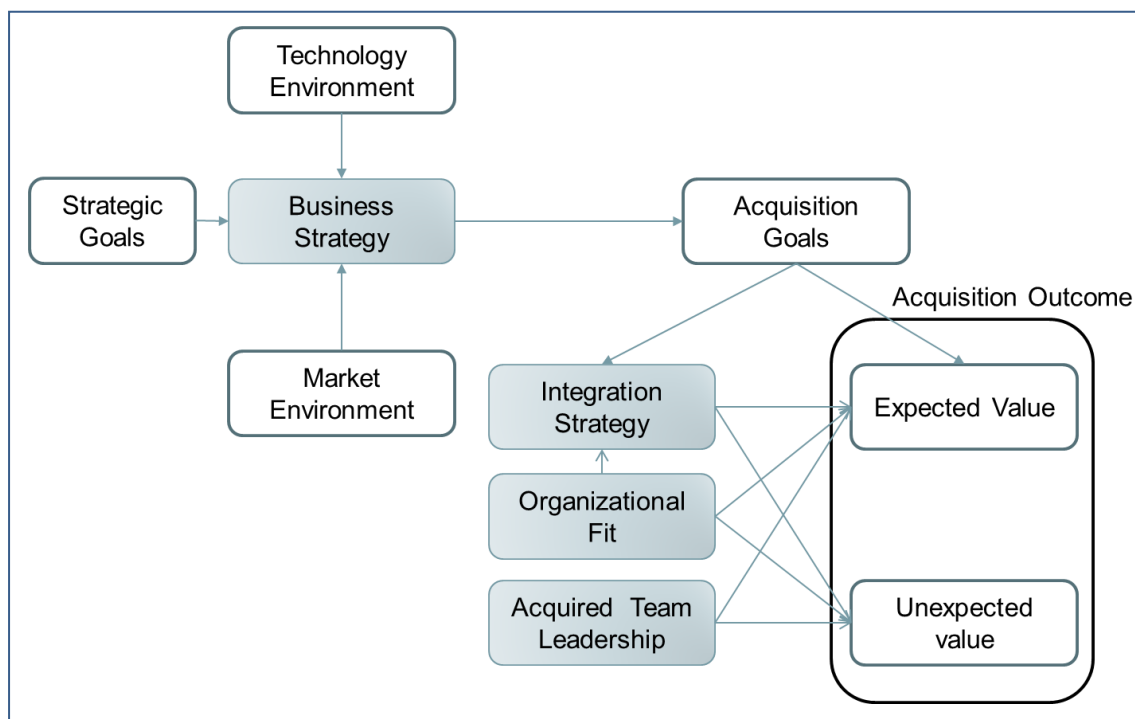 Technology
Environment
Strategic
Goals
Business
Strategy
Acquisition
Goals
Market
Environment
Acquisition Outcome
Integration
Strategy
Expected Value
Organizational
Fit
Acquired Team
Leadership
Unexpected
value